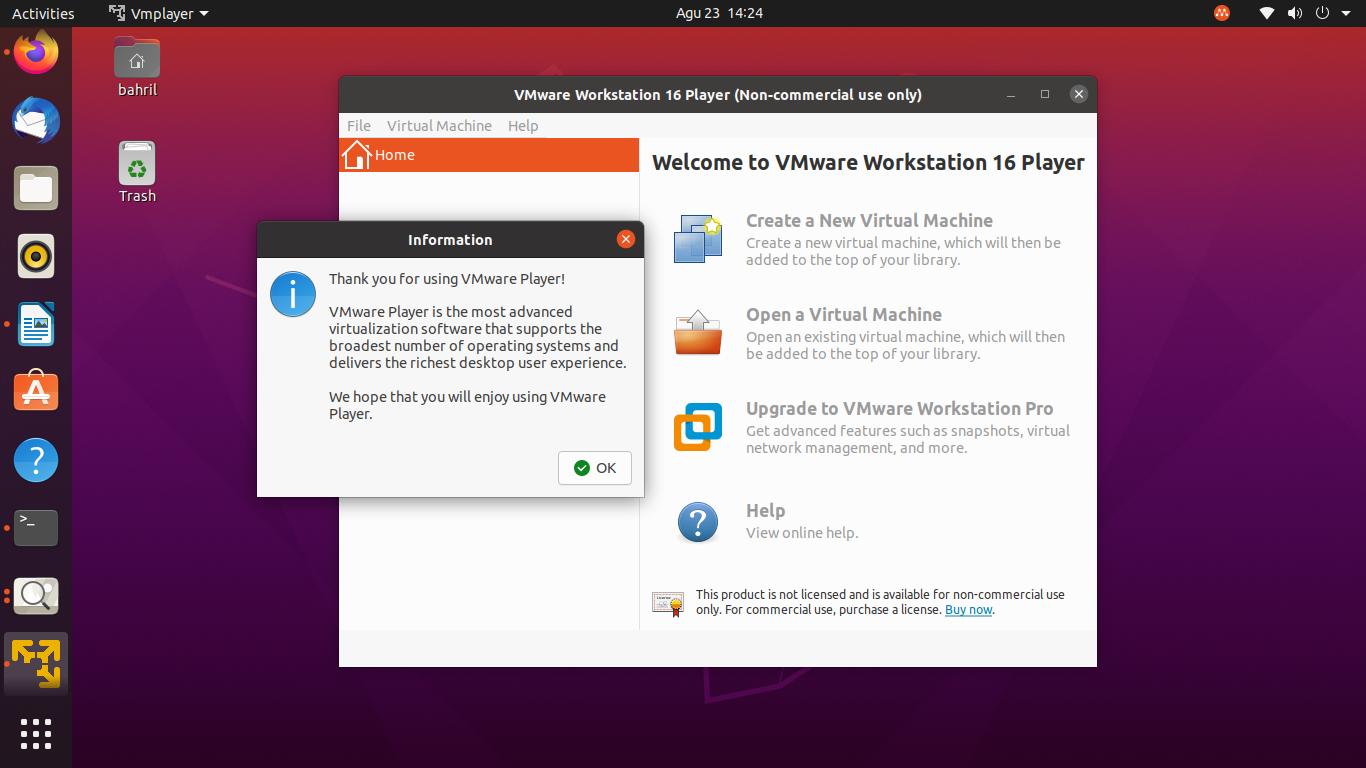 Activities
Vmplayer
Agu 23 14:24
bahril
Trash
VMware Workstation 16 Player (Non-commercial use only)
File Virtual Machine Help
Home
Welcome to VMware Workstation 16 Player
Create a New Virtual Machine
Create a new virtual machine, which will then be
added to the top of your library.
Open a Virtual Machine
Open an existing virtual machine, which will then
be added to the top of your library.
Upgrade to VMware Workstation Pro
Get advanced features such as snapshots, virtual
network management, and more.
Help
View online help.
This product is not licensed and is available for non-commercial use
only. For commercial use, purchase a license. Buy now.
Information
Thank you for using VMware Player!
VMware Player is the most advanced
virtualization software that supports the
broadest number of operating systems and
delivers the richest desktop user experience.
We hope that you will enjoy using VMware
Player.
OK